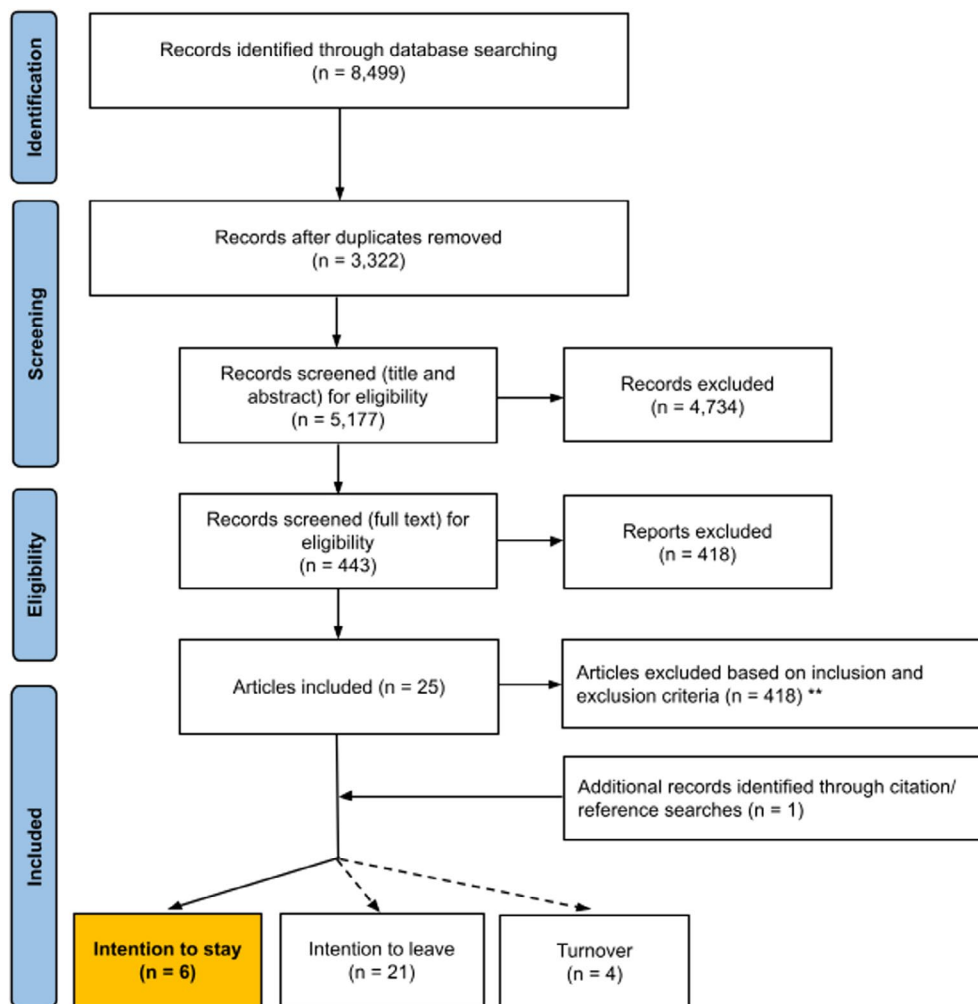 Identification
Records identified through database searching
(n = 8,499)
Screening
Records after duplicates removed
(n = 3,322)
Records screened (title and
abstract) for eligibility
(n = 5,177)
Records excluded
(n = 4,734)
Eligibility
Records screened (full text) for
eligibility
(n = 443)
Reports excluded
(n = 418)
Included
Articles included (n = 25)
Articles excluded based on inclusion and
exclusion criteria (n = 418) **
Additional records identified through citation/
reference searches (n = 1)
Intention to stay
(n = 6)
Intention to leave
(n = 21)
Turnover
(n = 4)